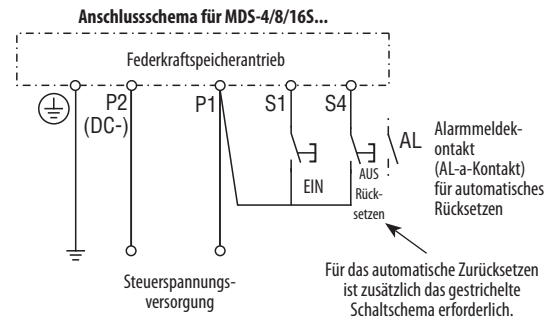 Anschlussschema für MDS-4/8/16S...
Federkraftspeicherantrieb
P2
(DC-)
P1
S1
S4
AL
EIN
AUS
Rück-
setzen
Alarmmeldek-
ontakt
(AL-a-Kontakt)
für automatisches
Rücksetzen
Steuerspannungs-
versorgung
Für das automatische Zurücksetzen
ist zusätzlich das gestrichelte
Schaltschema erforderlich.